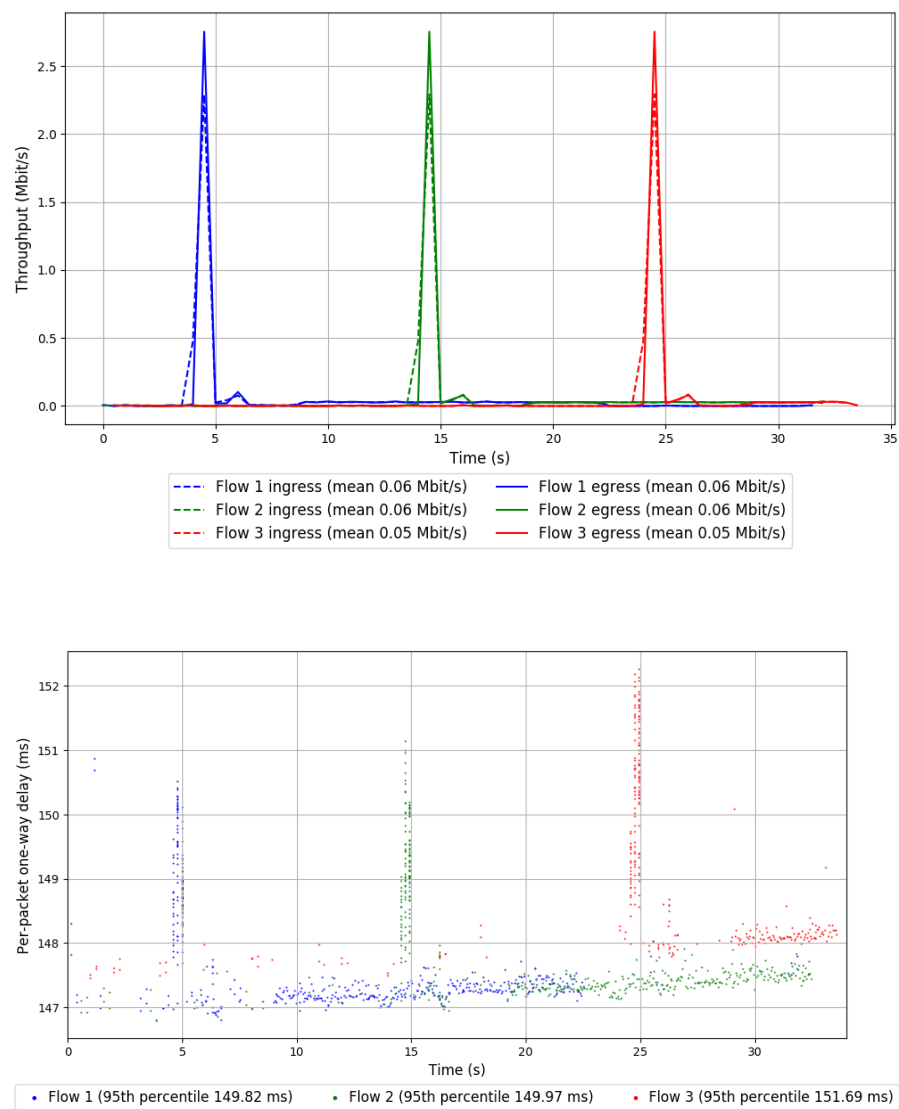 2.5
2.0
1.5
1.0
0.5
0.0
Throughput (Mbit/s)
0 5 10 15 20 25 30 35
Time (s)
Flow 1 ingress (mean 0.06 Mbit/s) Flow 1 egress (mean 0.06 Mbit/s)
Flow 2 ingress (mean 0.06 Mbit/s) Flow 2 egress (mean 0.06 Mbit/s)
Flow 3 ingress (mean 0.05 Mbit/s) Flow 3 egress (mean 0.05 Mbit/s)
152
151
150
149
148
147
Per-packet one-way delay (ms)
0 5 10 15 20 25 30
Time (s)
Flow 1 (95th percentile 149.82 ms) Flow 2 (95th percentile 149.97 ms) Flow 3 (95th percentile 151.69 ms)